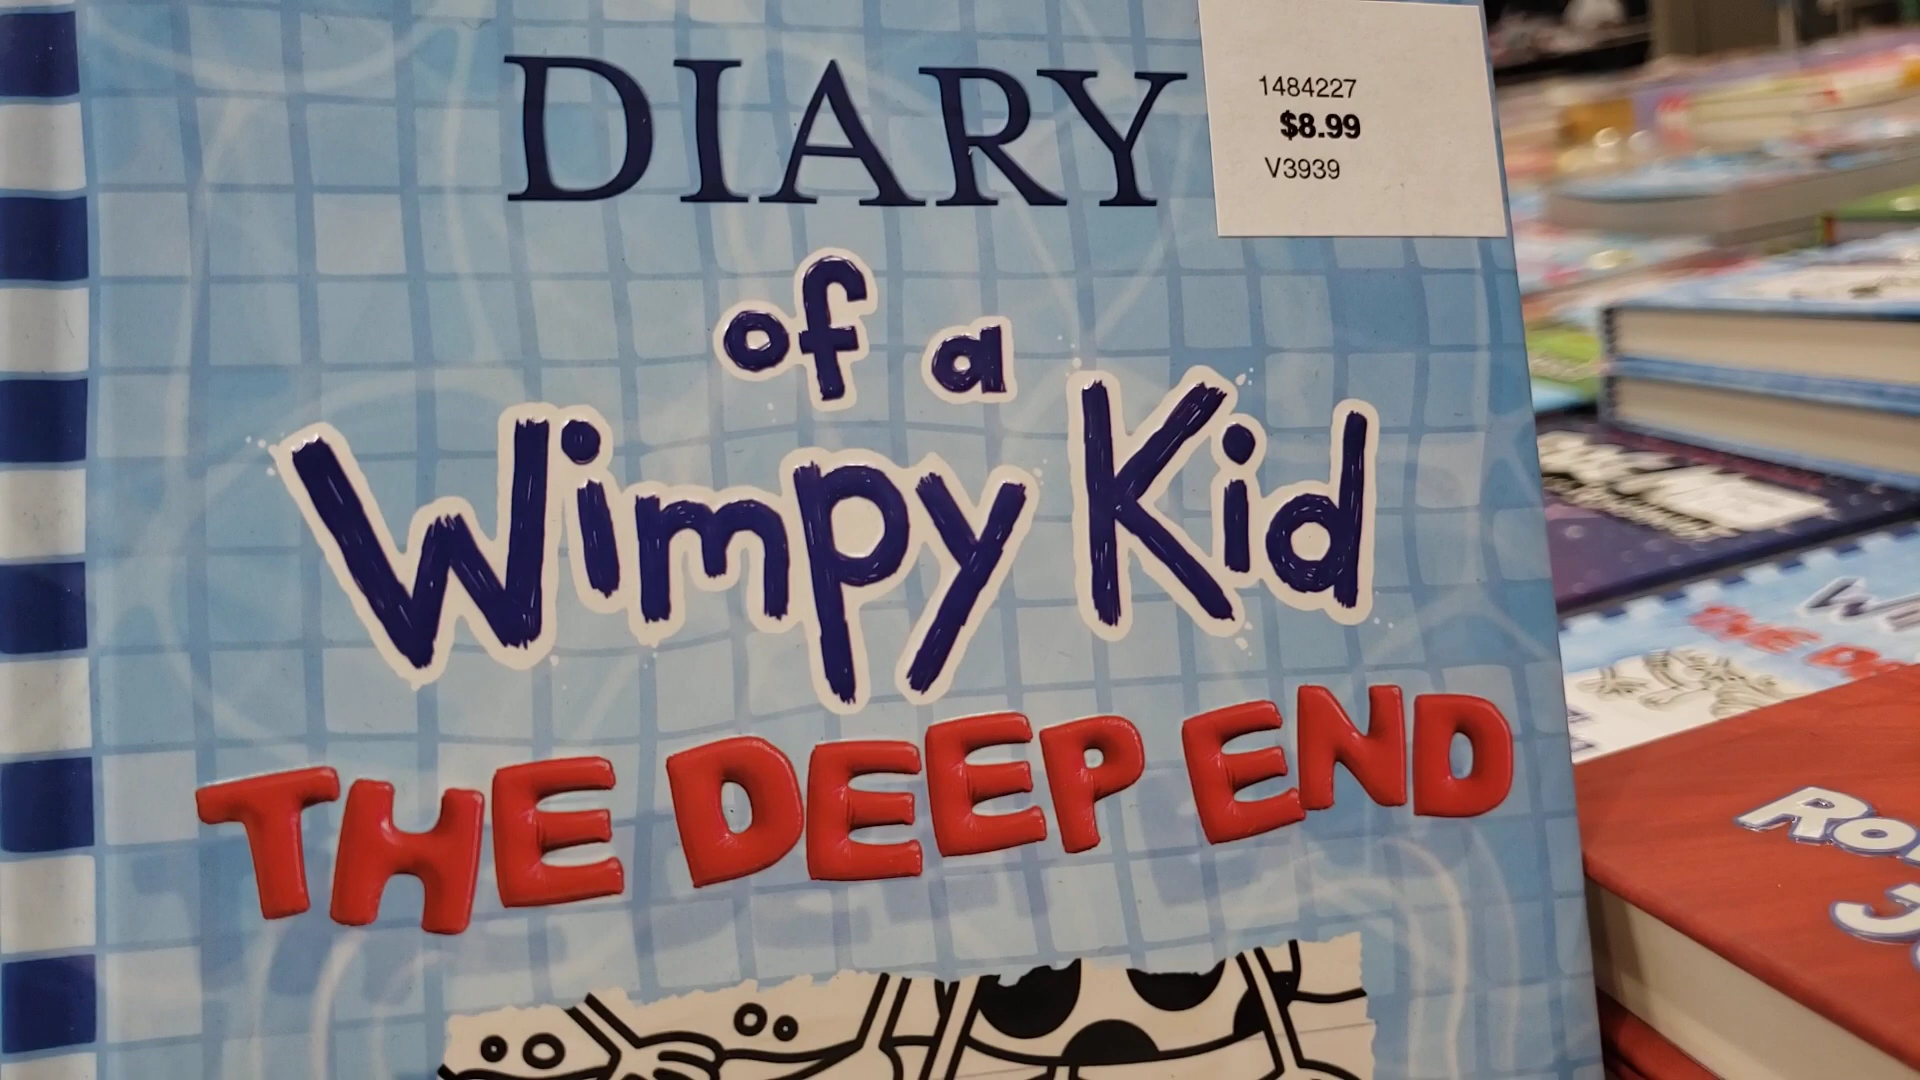 DIARY
of a
Wimpy Kid
THE DEEP END
1484227
$8.99
V3939